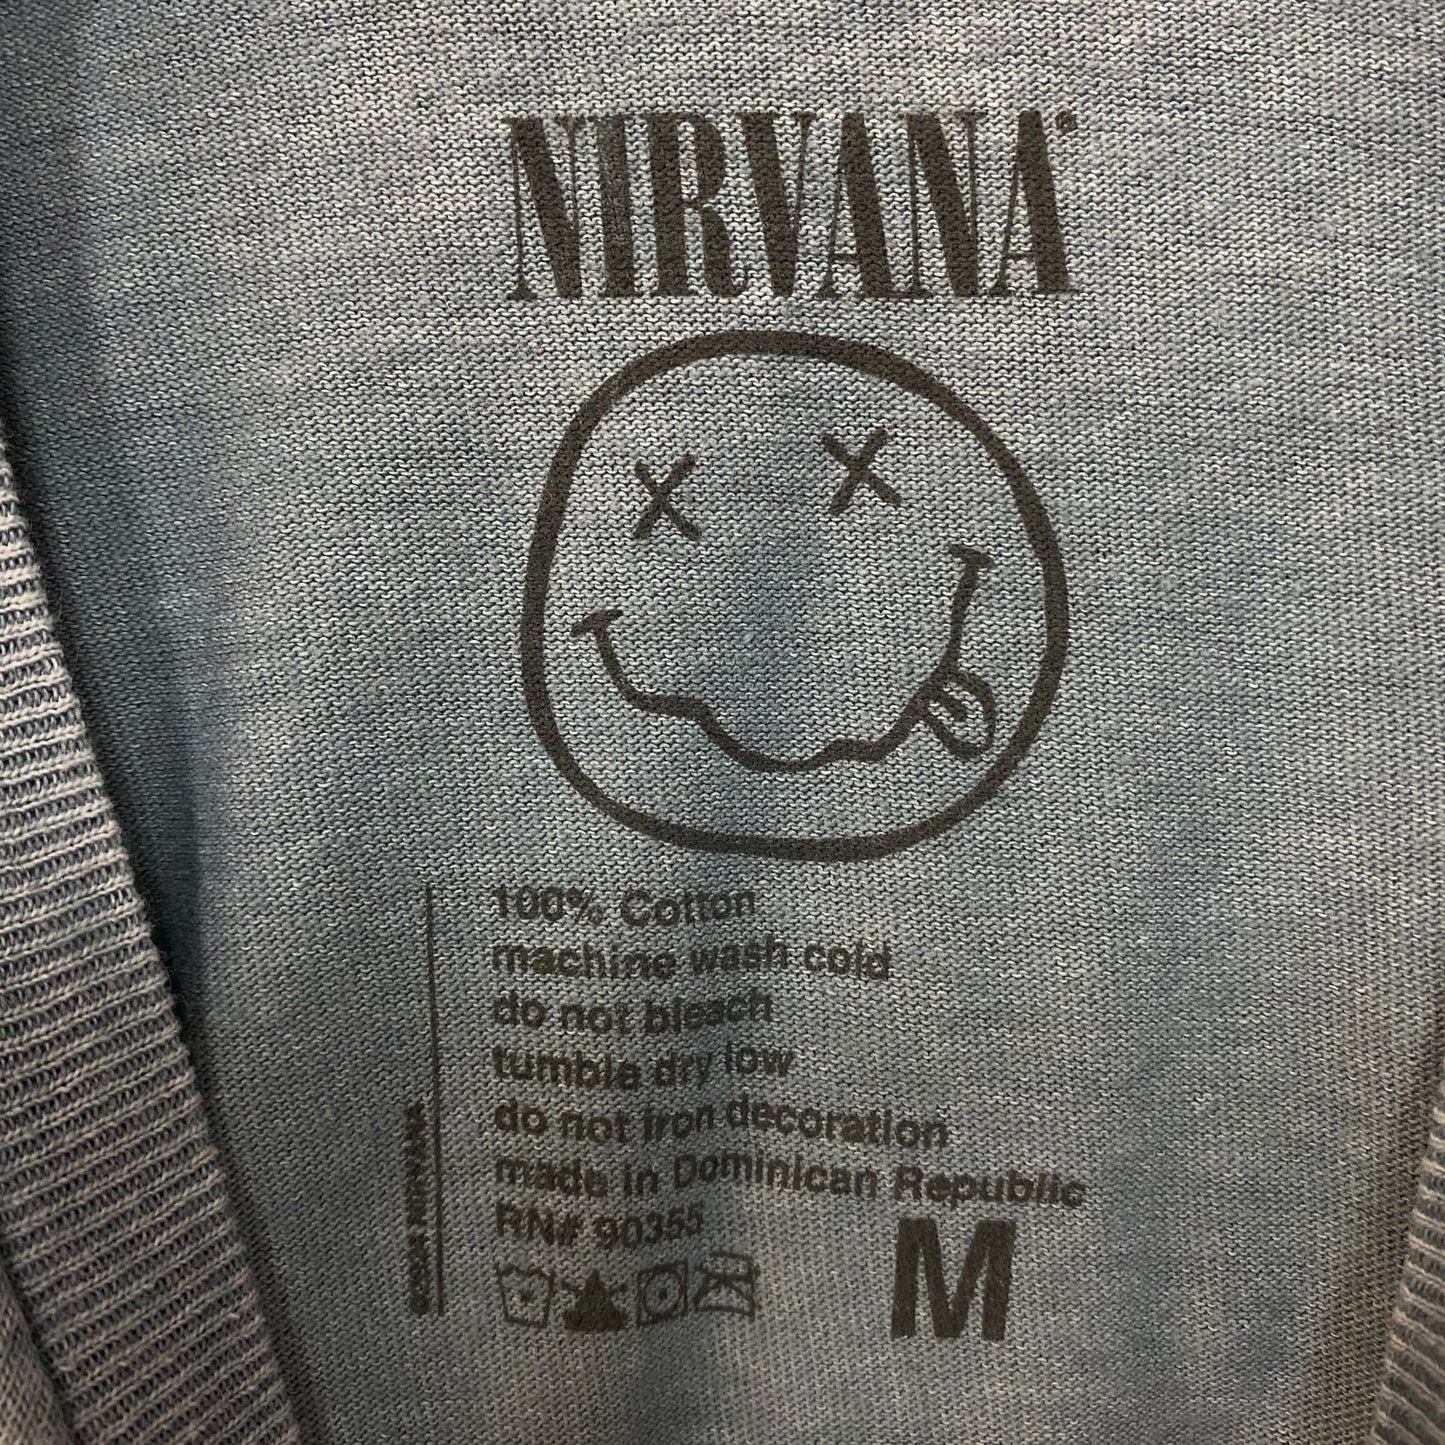 NIRVANA®
100% Cotton
machine wash cold
do not bleach
tumble dry low
do not iron decoration
made in Dominican Republic
RN# 90355
M
NIRVANA